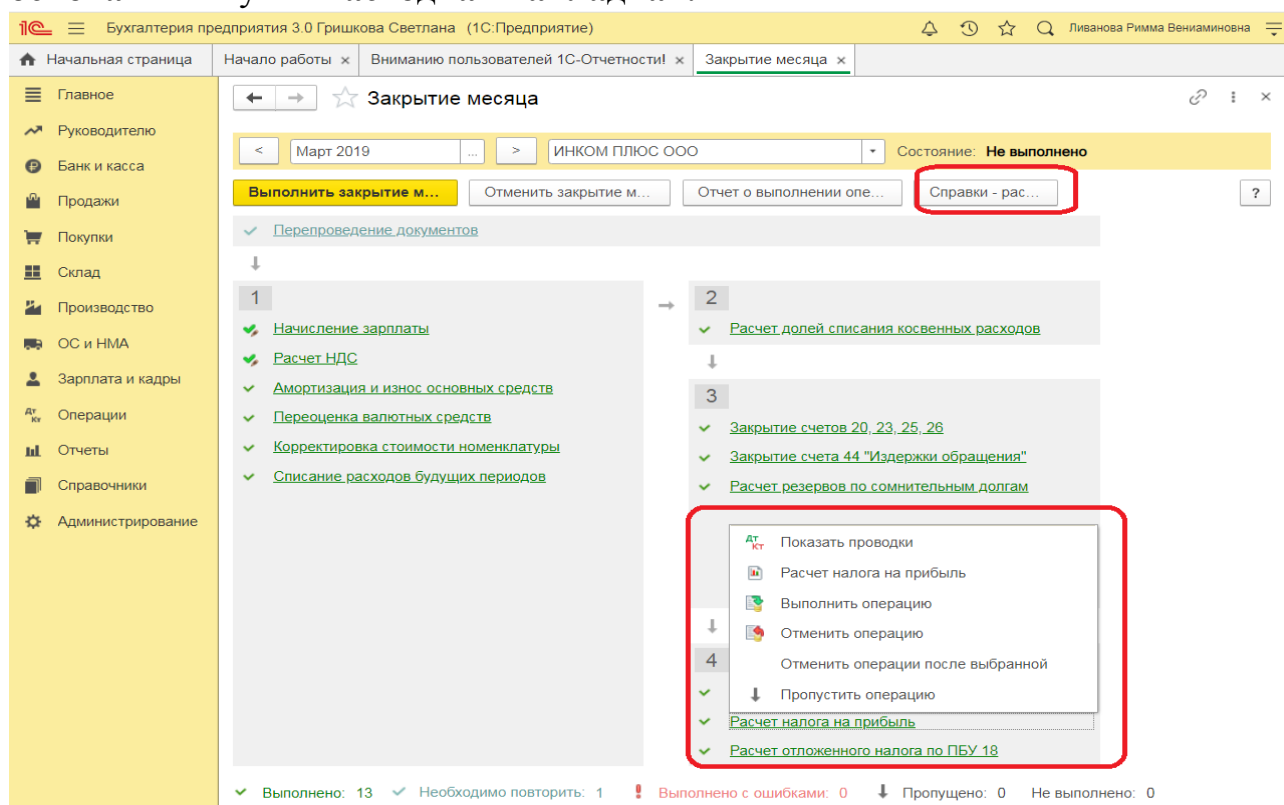 1С Бухгалтерия предприятия 3.0 Гришкова Светлана (1С:Предприятие) Ливанова Римма Вениаминовна
Начальная страница Начало работы × Вниманию пользователей 1С-Отчетности! × Закрытие месяца ×
Главное
Руководителю
Банк и касса
Продажи
Покупки
Склад
Производство
ОС и НМА
Зарплата и кадры
Операции
Отчеты
Справочники
Администрирование
Закрытие месяца
< Март 2019 ... > ИНКОМ ПЛЮС ООО Состояние: Не выполнено
Выполнить закрытие м... Отменить закрытие м... Отчет о выполнении опе... Справки - рас... ?
Перепроведение документов
1
Начисление зарплаты
Расчет НДС
Амортизация и износ основных средств
Переоценка валютных средств
Корректировка стоимости номенклатуры
Списание расходов будущих периодов
2
Расчет долей списания косвенных расходов
3
Закрытие счетов 20, 23, 25, 26
Закрытие счета 44 "Издержки обращения"
Расчет резервов по сомнительным долгам
Дт Кт Показать проводки
Расчет налога на прибыль
Выполнить операцию
Отменить операцию
Отменить операции после выбранной
Пропустить операцию
4
Расчет налога на прибыль
Расчет отложенного налога по ПБУ 18
Выполнено: 13 Необходимо повторить: 1 Выполнено с ошибками: 0 Пропущено: 0 Не выполнено: 0